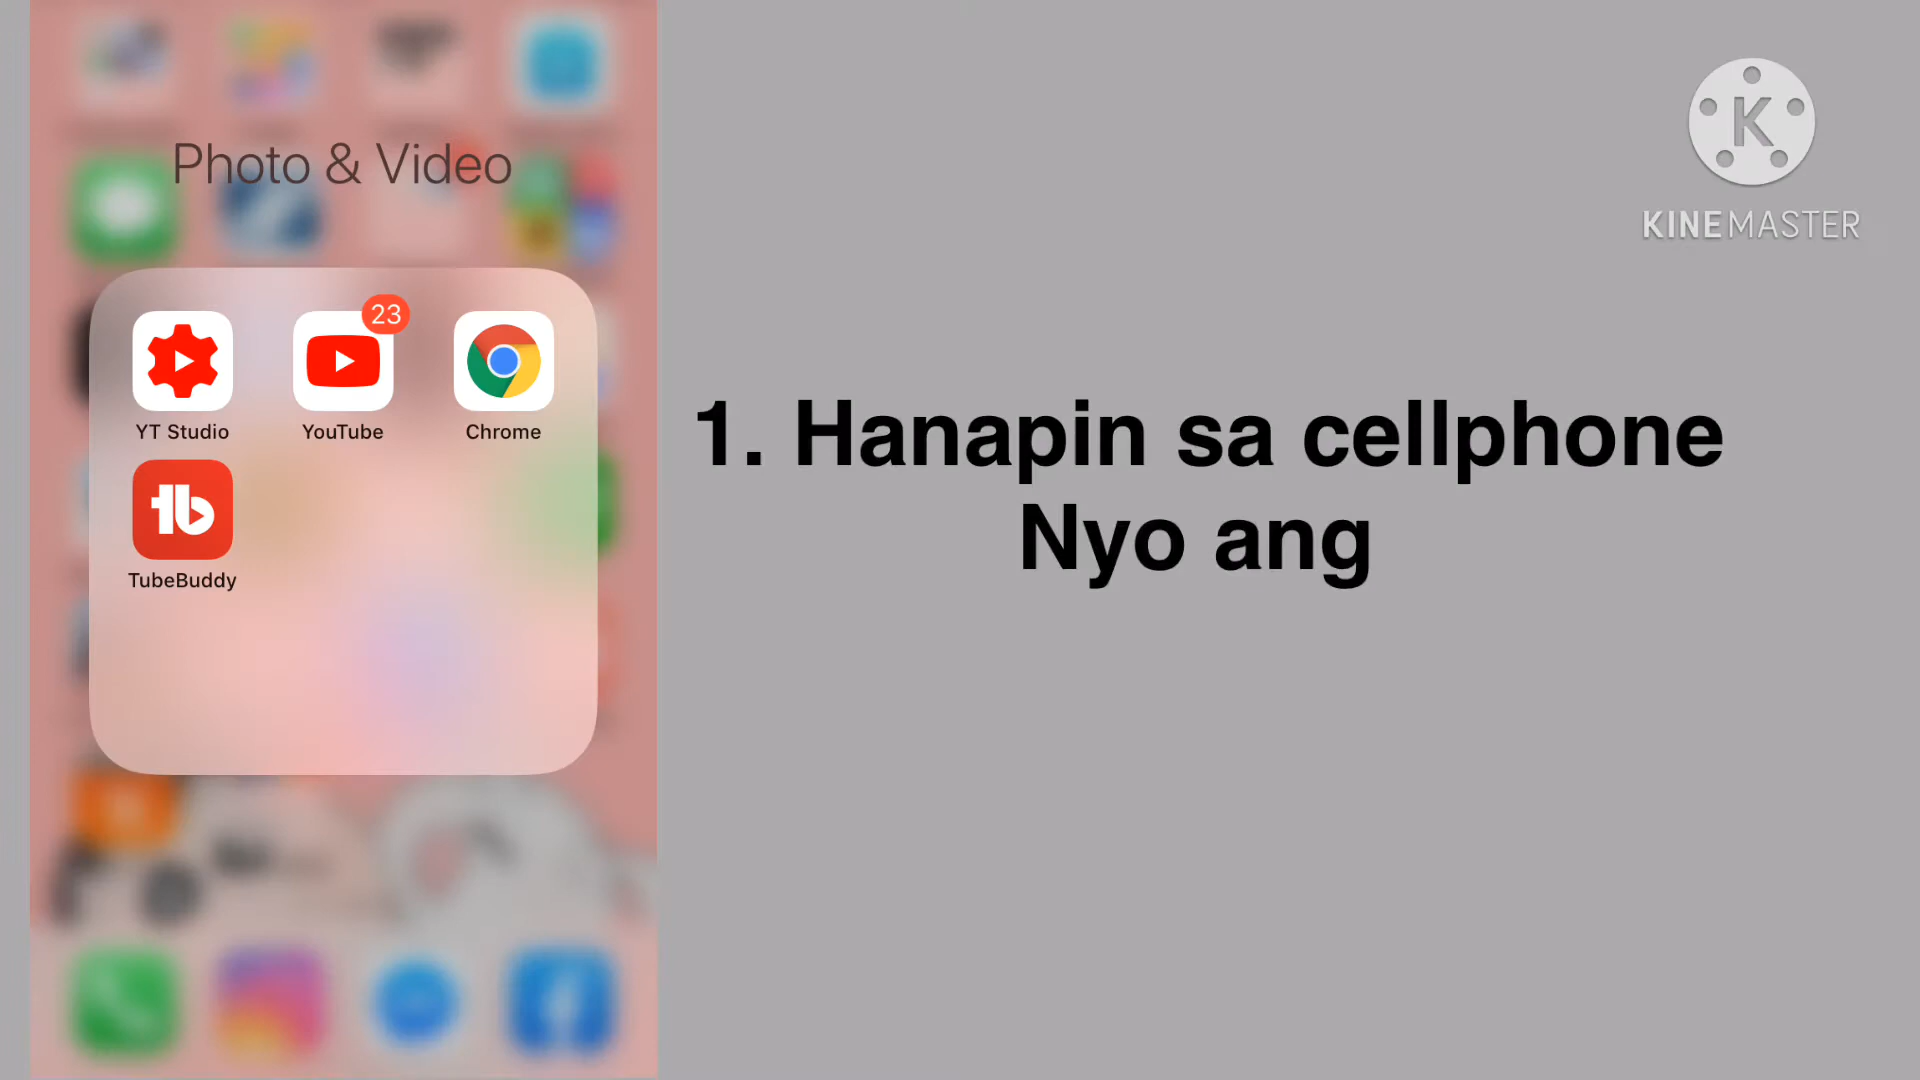 Photo & Video
23
YT Studio
YouTube
Chrome
TubeBuddy
1. Hanapin sa cellphone
Nyo ang
K
KINEMASTER